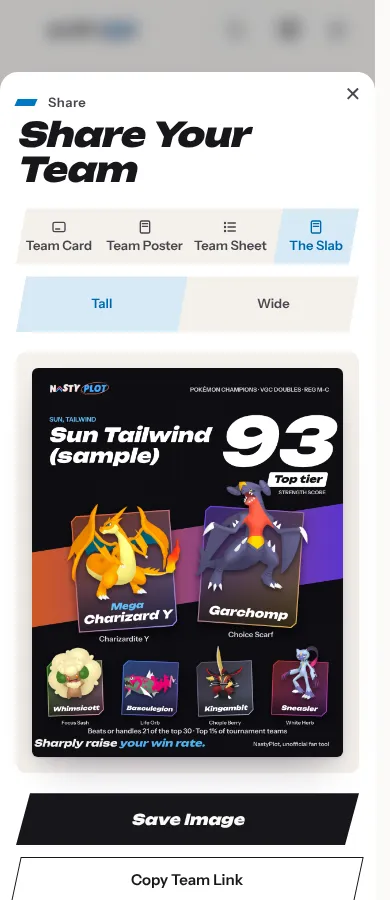 Share
Share Your
Team
Team Card
Team Poster
Team Sheet
The Slab
Tall
Wide
NASTY PLOT
POKÉMON CHAMPIONS · VGC DOUBLES · REG M-C
SUN, TAILWIND
Sun Tailwind
(sample)
93
Top tier
STRENGTH SCORE
Mega
Charizard Y
Charizardite Y
Garchomp
Choice Scarf
Whimsicott
Focus Sash
Basculegion
Life Orb
Kingambit
Chople Berry
Sneasler
White Herb
Beats or handles 21 of the top 30 · Top 1% of tournament teams
Sharply raise your win rate.
NastyPlot, unofficial fan tool
Save Image
Copy Team Link